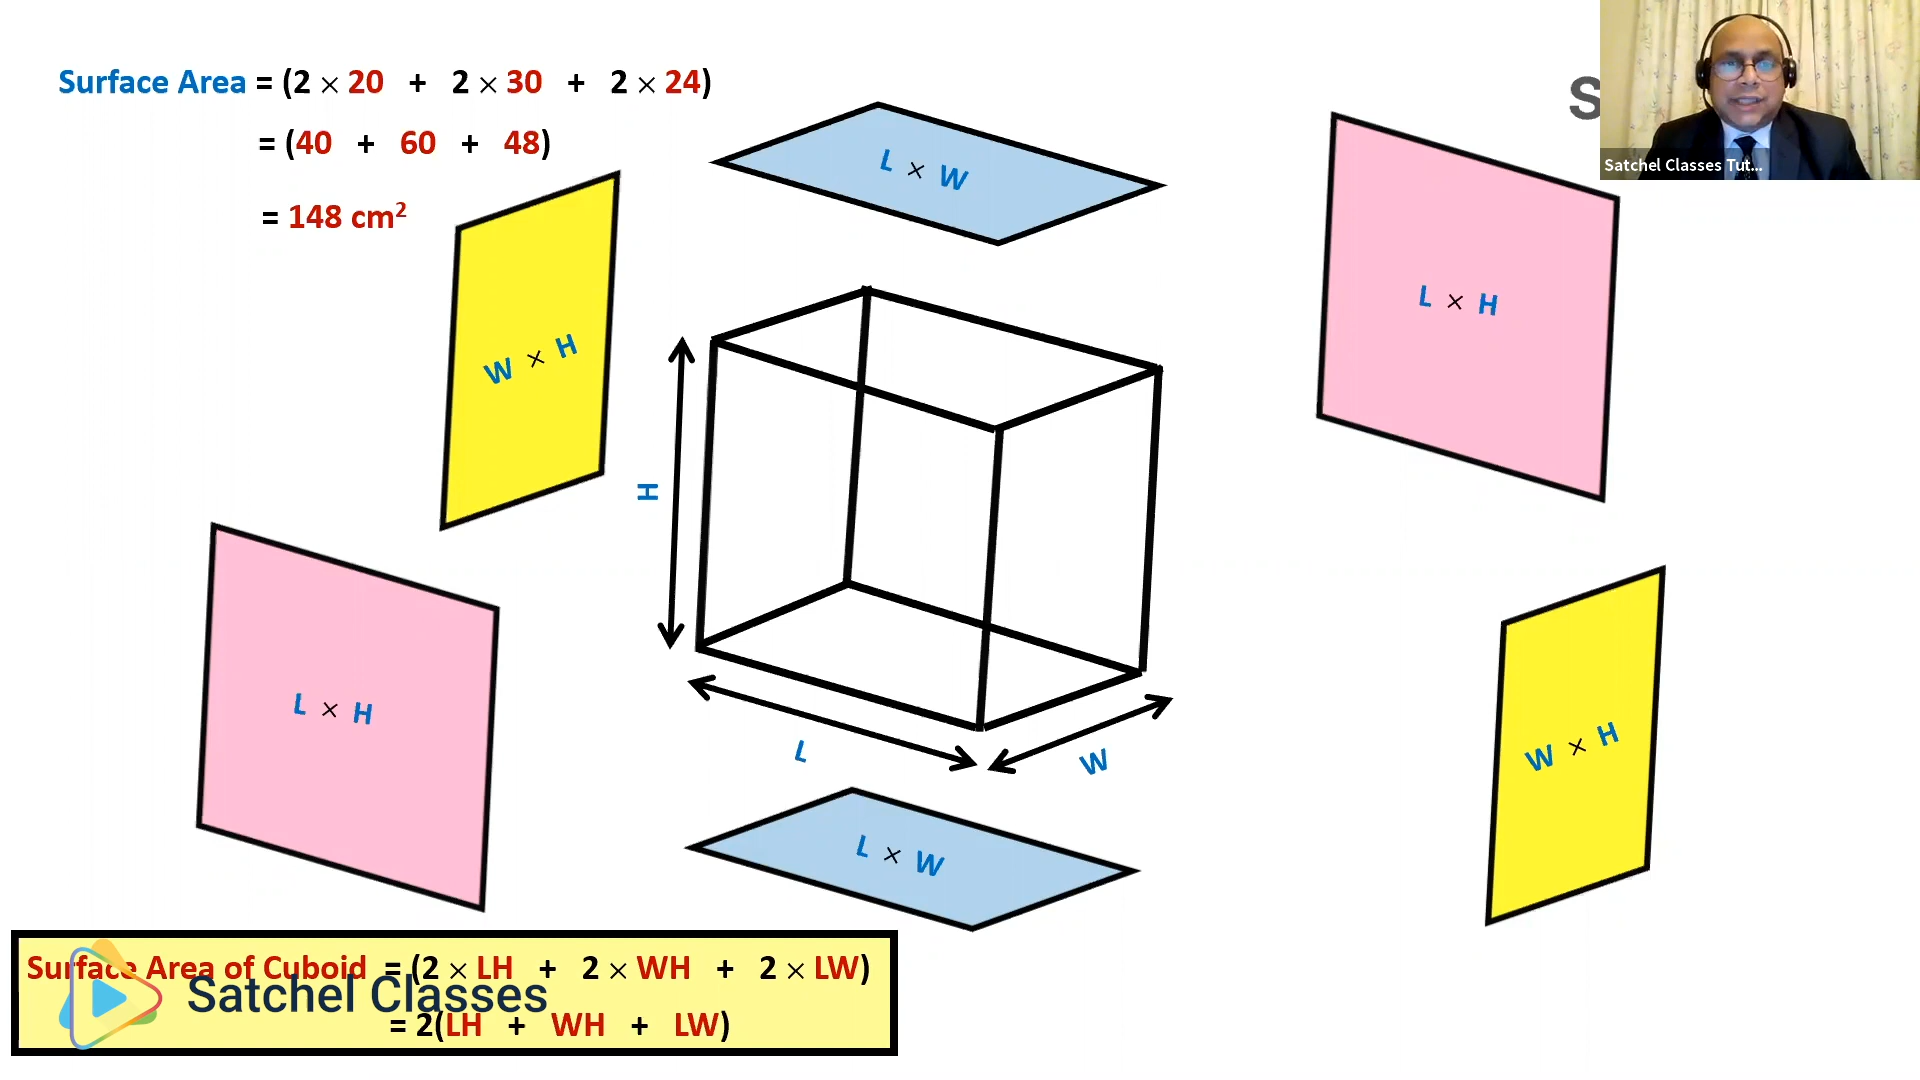 Surface Area = (2 × 20 + 2 × 30 + 2 × 24)
= (40 + 60 + 48)
= 148 cm²
S
Satchel Classes Tut...
L × W
L × H
W × H
H
L × H
W × H
L
W
L × W
Surface Area of Cuboid = (2 × LH + 2 × WH + 2 × LW)
Satchel Classes
= 2(LH + WH + LW)